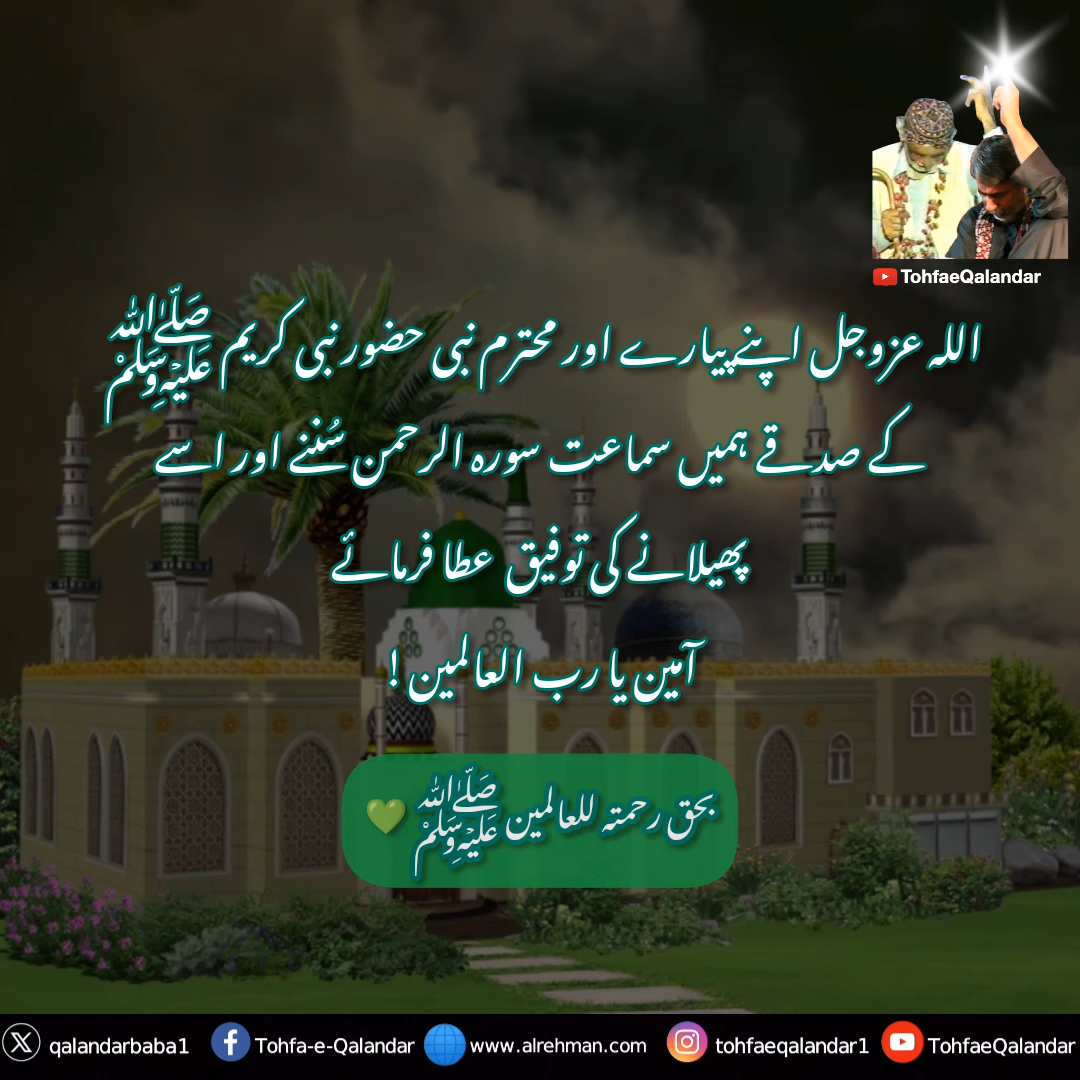 TohfaeQalandar
اللہ عزوجل اپنے پیارے اور محترم نبی حضور نبی کریم ﷺ
کے صدقے ہمیں سماعت سورہ الرحمن سُننے اور اسے
پھیلانے کی توفیق عطا فرمائے
آمین یا رب العالمین !
بحق رحمتہ للعالمین ﷺ 💚
qalandarbaba1 Tohfa-e-Qalandar www.alrehman.com tohfaeqalandar1 TohfaeQalandar